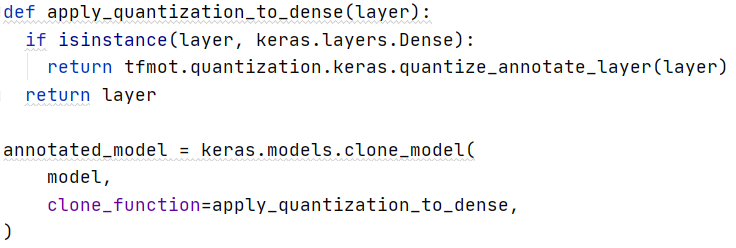 def apply_quantization_to_dense(layer):
  if isinstance(layer, keras.layers.Dense):
    return tfmot.quantization.keras.quantize_annotate_layer(layer)
  return layer

annotated_model = keras.models.clone_model(
    model,
    clone_function=apply_quantization_to_dense,
)